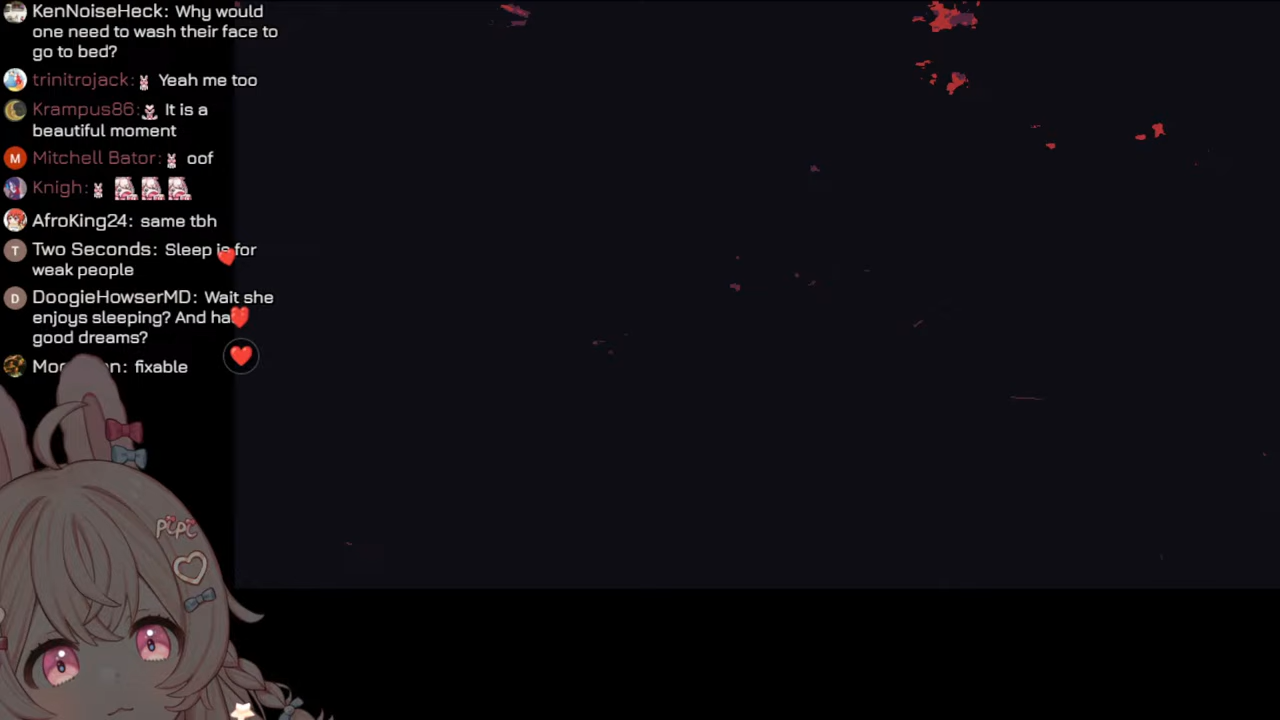 KenNoiseHeck: Why would
one need to wash their face to
go to bed?
trinitrojack: Yeah me too
Krampus86: It is a
beautiful moment
M Mitchell Bator: oof
Knigh:
AfroKing24: same tbh
T Two Seconds: Sleep is for
weak people
D DoogieHowserMD: Wait she
enjoys sleeping? And
good dreams?
fixable
pipi